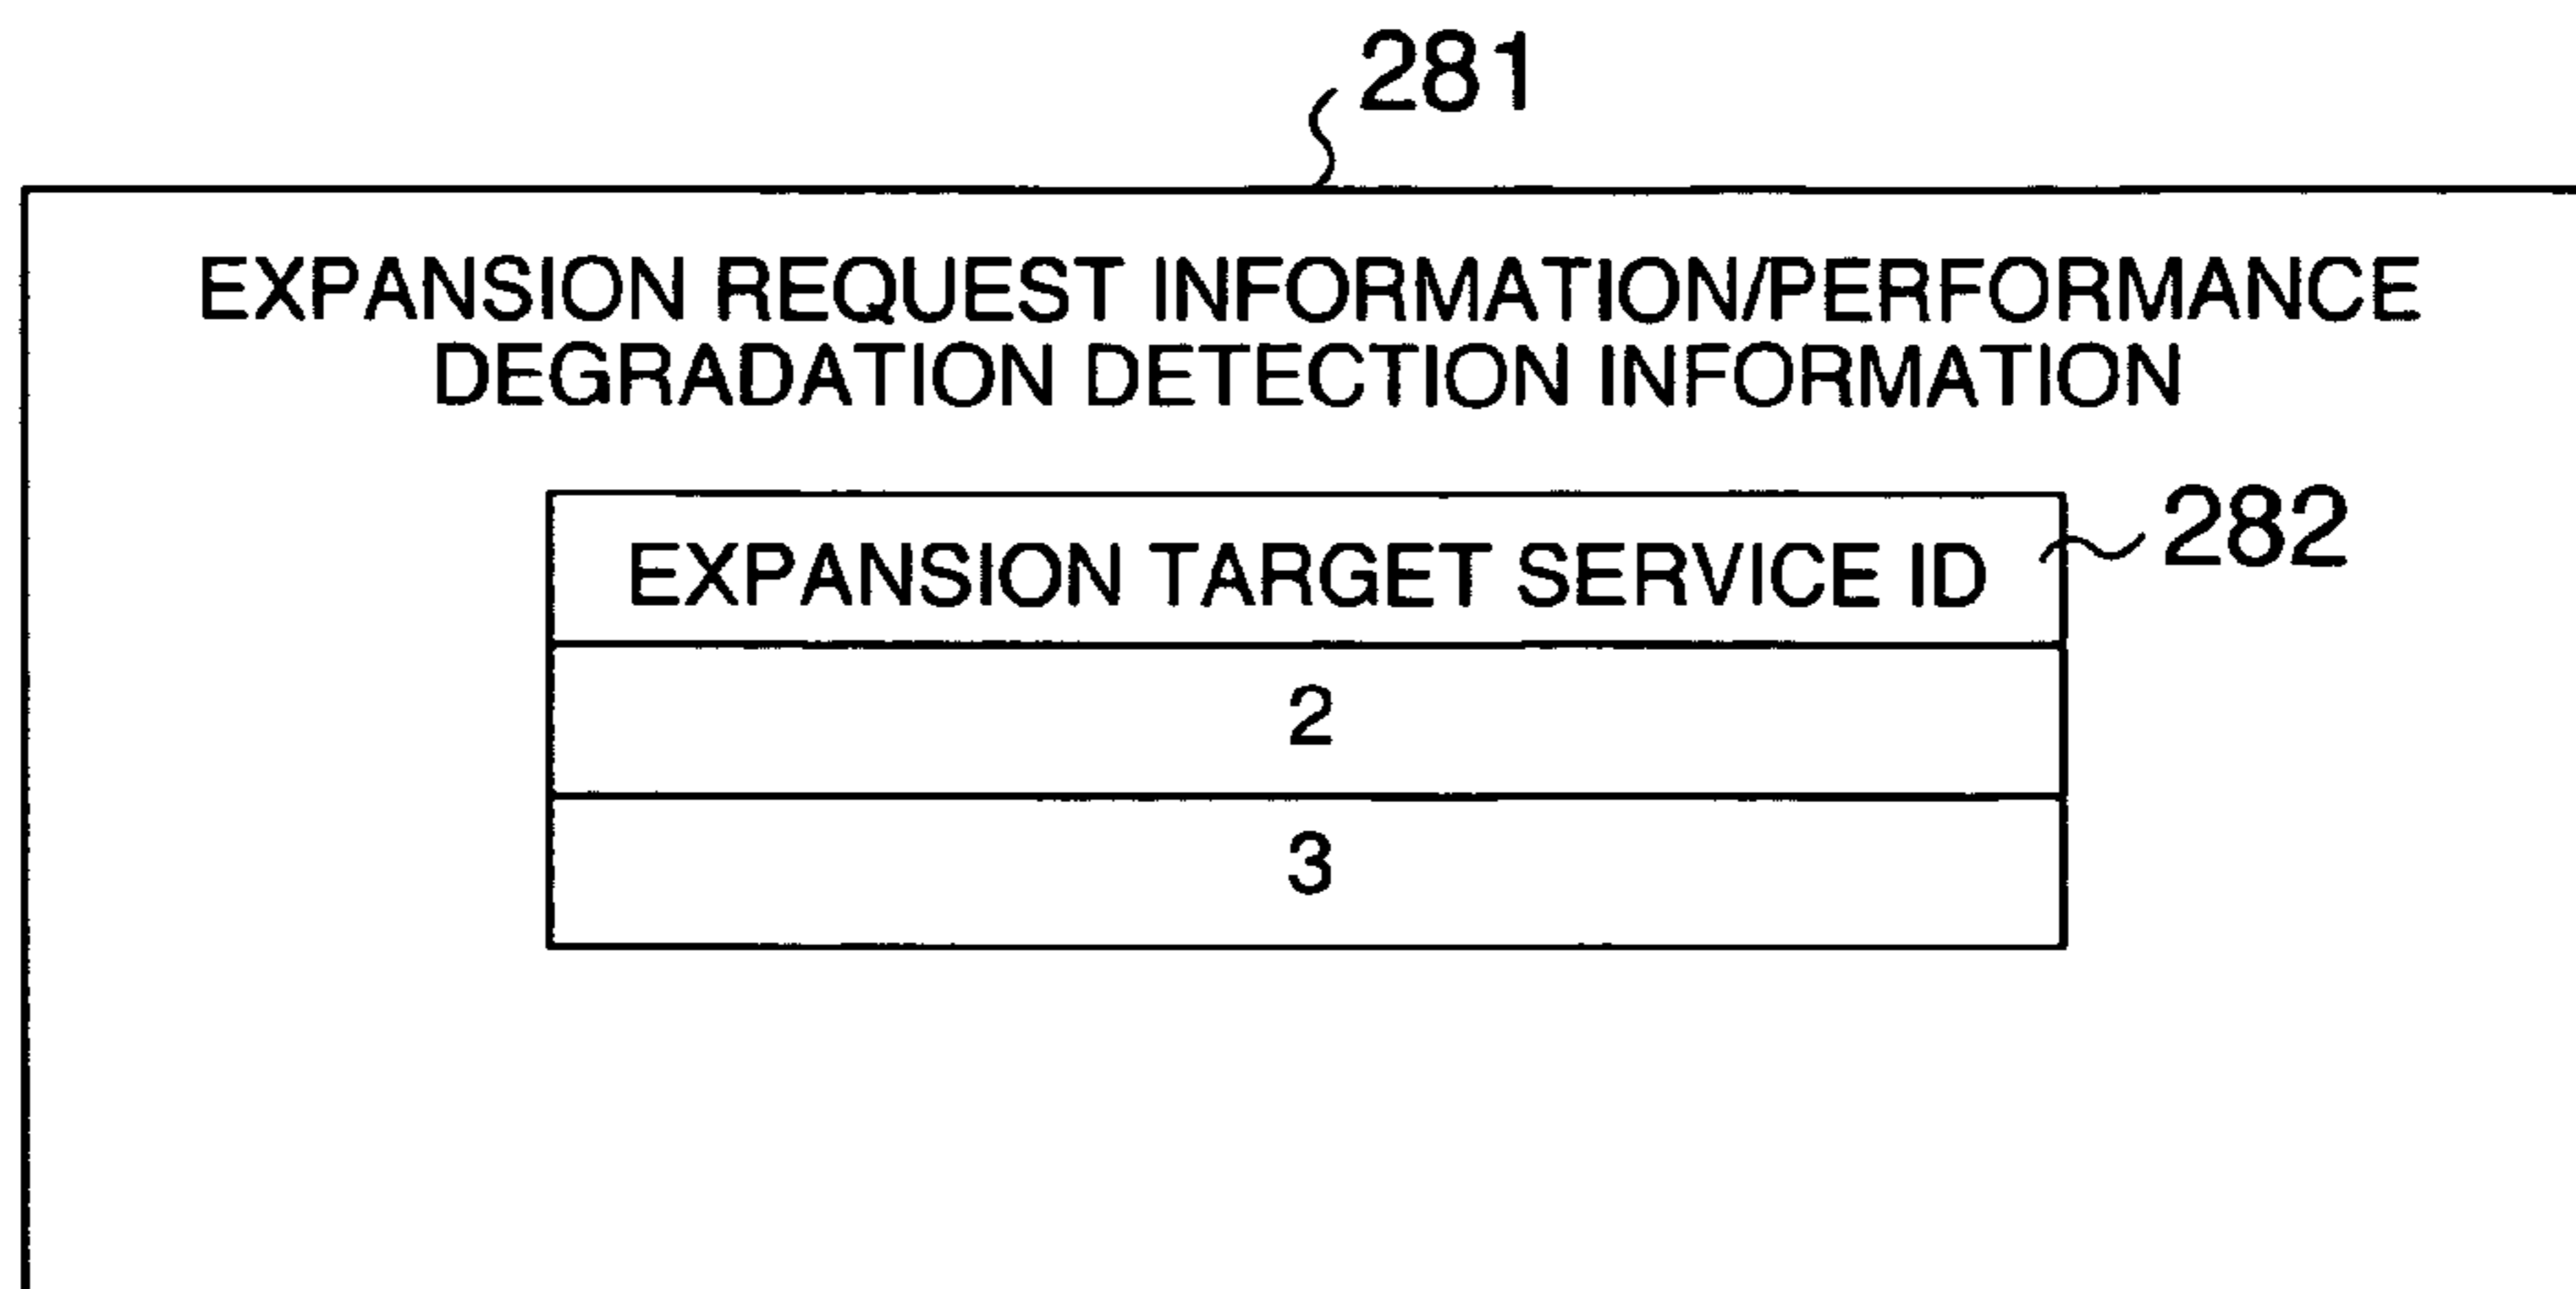 281
EXPANSION REQUEST INFORMATION/PERFORMANCE
DEGRADATION DETECTION INFORMATION
EXPANSION TARGET SERVICE ID
282
2
3